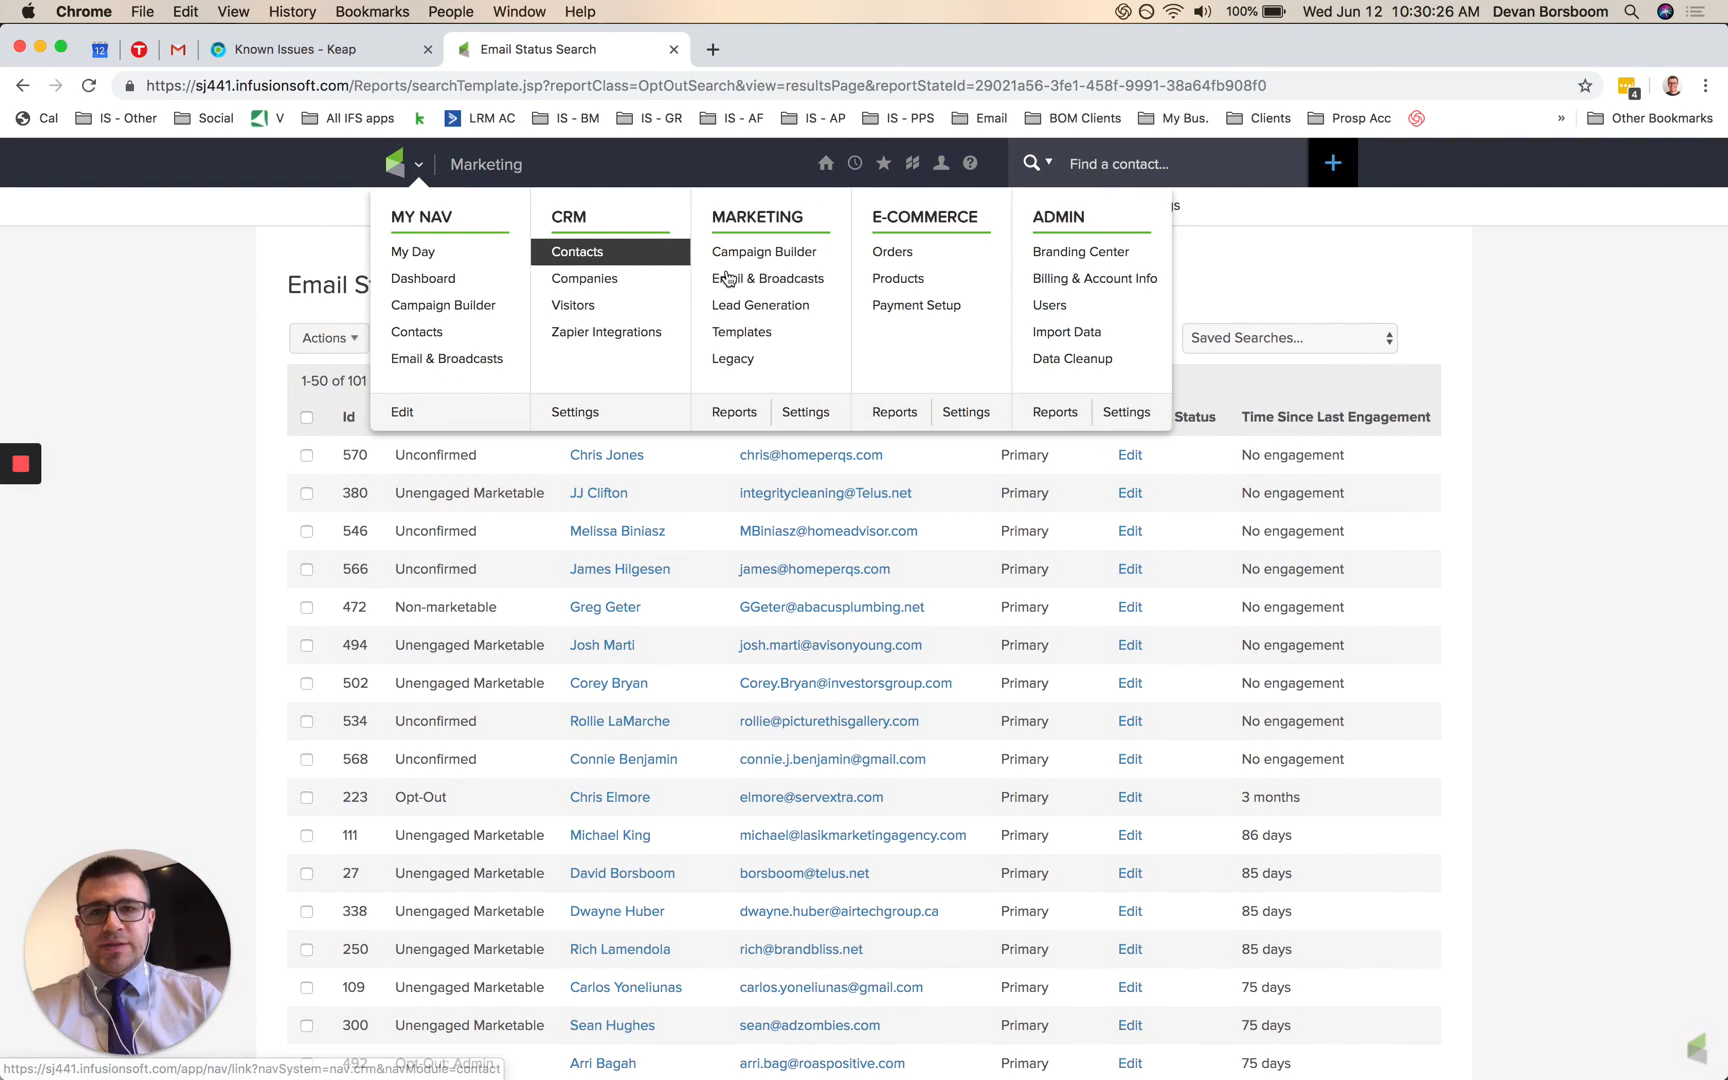 Chrome File Edit View History Bookmarks People Window Help 100% Wed Jun 12 10:30:26 AM Devan Borsboom
12 Known Issues - Keap Email Status Search
https://sj441.infusionsoft.com/Reports/searchTemplate.jsp?reportClass=OptOutSearch&view=resultsPage&reportStateId=29021a56-3fe1-458f-9991-38a64fb908f0 4
Cal IS - Other Social V All IFS apps k LRM AC IS - BM IS - GR IS - AF IS - AP IS - PPS Email BOM Clients My Bus. Clients Prosp Acc » Other Bookmarks
Marketing Find a contact...
MY NAV CRM MARKETING E-COMMERCE ADMIN
My Day Contacts Campaign Builder Orders Branding Center
Dashboard Companies Email & Broadcasts Products Billing & Account Info
Campaign Builder Visitors Lead Generation Payment Setup Users
Contacts Zapier Integrations Templates Import Data
Email & Broadcasts Legacy Data Cleanup
Edit Settings Reports Settings Reports Settings Reports Settings
Email S
Actions Saved Searches...
1-50 of 101
Id Status Time Since Last Engagement
570 Unconfirmed Chris Jones chris@homeperqs.com Primary Edit No engagement
380 Unengaged Marketable JJ Clifton integritycleaning@Telus.net Primary Edit No engagement
546 Unconfirmed Melissa Biniasz MBiniasz@homeadvisor.com Primary Edit No engagement
566 Unconfirmed James Hilgesen james@homeperqs.com Primary Edit No engagement
472 Non-marketable Greg Geter GGeter@abacusplumbing.net Primary Edit No engagement
494 Unengaged Marketable Josh Marti josh.marti@avisonyoung.com Primary Edit No engagement
502 Unengaged Marketable Corey Bryan Corey.Bryan@investorsgroup.com Primary Edit No engagement
534 Unconfirmed Rollie LaMarche rollie@picturethisgallery.com Primary Edit No engagement
568 Unconfirmed Connie Benjamin connie.j.benjamin@gmail.com Primary Edit No engagement
223 Opt-Out Chris Elmore elmore@servextra.com Primary Edit 3 months
111 Unengaged Marketable Michael King michael@lasikmarketingagency.com Primary Edit 86 days
27 Unengaged Marketable David Borsboom borsboom@telus.net Primary Edit 85 days
338 Unengaged Marketable Dwayne Huber dwayne.huber@airtechgroup.ca Primary Edit 85 days
250 Unengaged Marketable Rich Lamendola rich@brandbliss.net Primary Edit 85 days
109 Unengaged Marketable Carlos Yoneliunas carlos.yoneliunas@gmail.com Primary Edit 75 days
300 Unengaged Marketable Sean Hughes sean@adzombies.com Primary Edit 75 days
492 Opt-Out: Admin Arri Bagah arri.bag@roaspositive.com Primary Edit 75 days
https://sj441.infusionsoft.com/app/nav/link?navSystem=nav.crm&navModule=contact